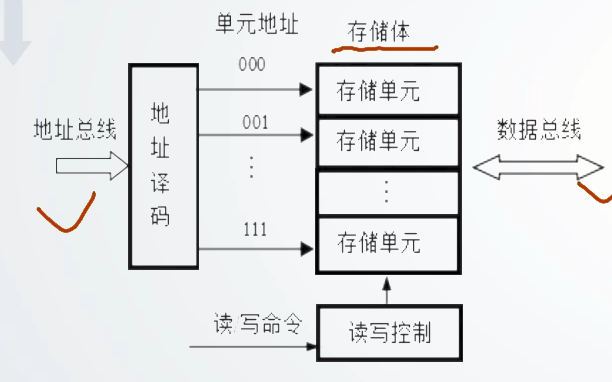 单元地址
存储体
000
存储单元
地址总线
地址译码
001
存储单元
数据总线
⋮
⋮
111
存储单元
读/写命令
读写控制